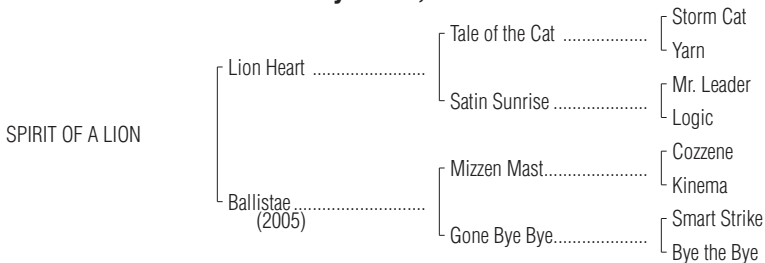 Storm Cat
Tale of the Cat ..................
Yarn
Lion Heart ........................
Mr. Leader
Satin Sunrise ....................
Logic
SPIRIT OF A LION
Cozzene
Mizzen Mast......................
Kinema
Ballistae ............................
(2005)
Smart Strike
Gone Bye Bye....................
Bye the Bye